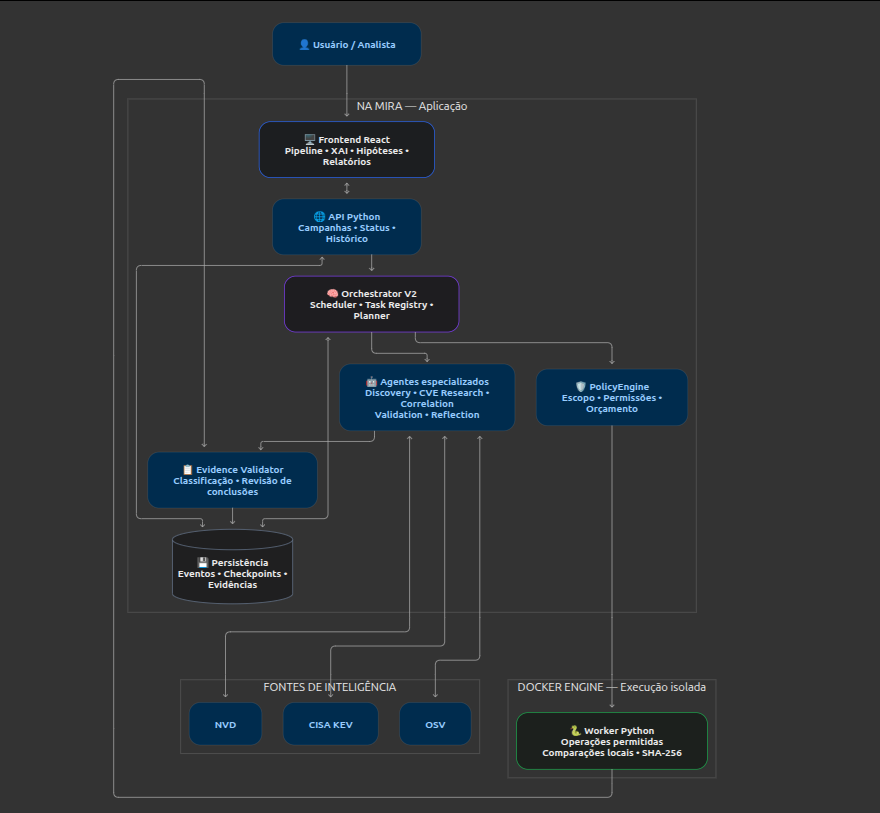 👤 Usuário / Analista
NA MIRA — Aplicação
🖥️ Frontend React
Pipeline • XAI • Hipóteses •
Relatórios
🌐 API Python
Campanhas • Status •
Histórico
🧠 Orchestrator V2
Scheduler • Task Registry •
Planner
🤖 Agentes especializados
Discovery • CVE Research •
Correlation
Validation • Reflection
🛡️ PolicyEngine
Escopo • Permissões •
Orçamento
📋 Evidence Validator
Classificação • Revisão de
conclusões
💾 Persistência
Eventos • Checkpoints •
Evidências
FONTES DE INTELIGÊNCIA
NVD
CISA KEV
OSV
DOCKER ENGINE — Execução isolada
🐍 Worker Python
Operações permitidas
Comparações locais • SHA-256